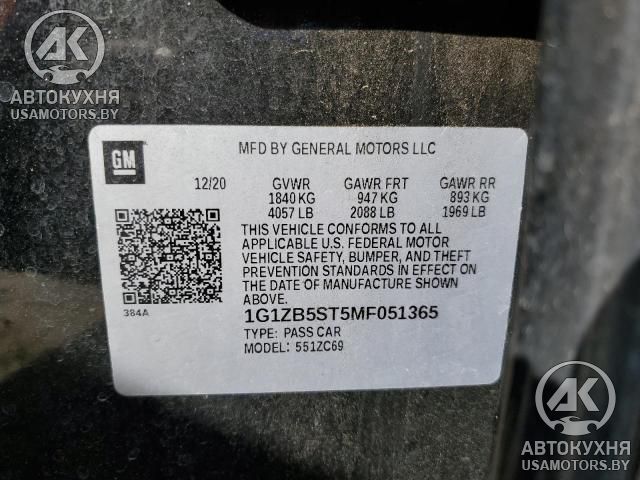 AK
АВТОКУХНЯ
USAMOTORS.BY
GM
MFD BY GENERAL MOTORS LLC
12/20 GVWR GAWR FRT GAWR RR
1840 KG 947 KG 893 KG
4057 LB 2088 LB 1969 LB
THIS VEHICLE CONFORMS TO ALL
APPLICABLE U.S. FEDERAL MOTOR
VEHICLE SAFETY, BUMPER, AND THEFT
PREVENTION STANDARDS IN EFFECT ON
THE DATE OF MANUFACTURE SHOWN
ABOVE.
384A
1G1ZB5ST5MF051365
TYPE: PASS CAR
MODEL: 551ZC69
AK
АВТОКУХНЯ
USAMOTORS.BY